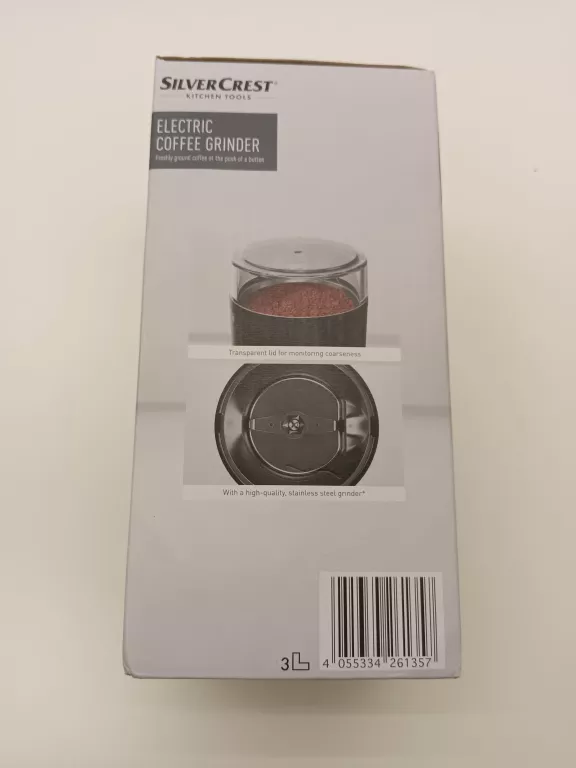 SILVERCREST®
KITCHEN TOOLS
ELECTRIC
COFFEE GRINDER
Freshly ground coffee at the push of a button
Transparent lid for monitoring coarseness
With a high-quality, stainless steel grinder*
3
4 055334 261357